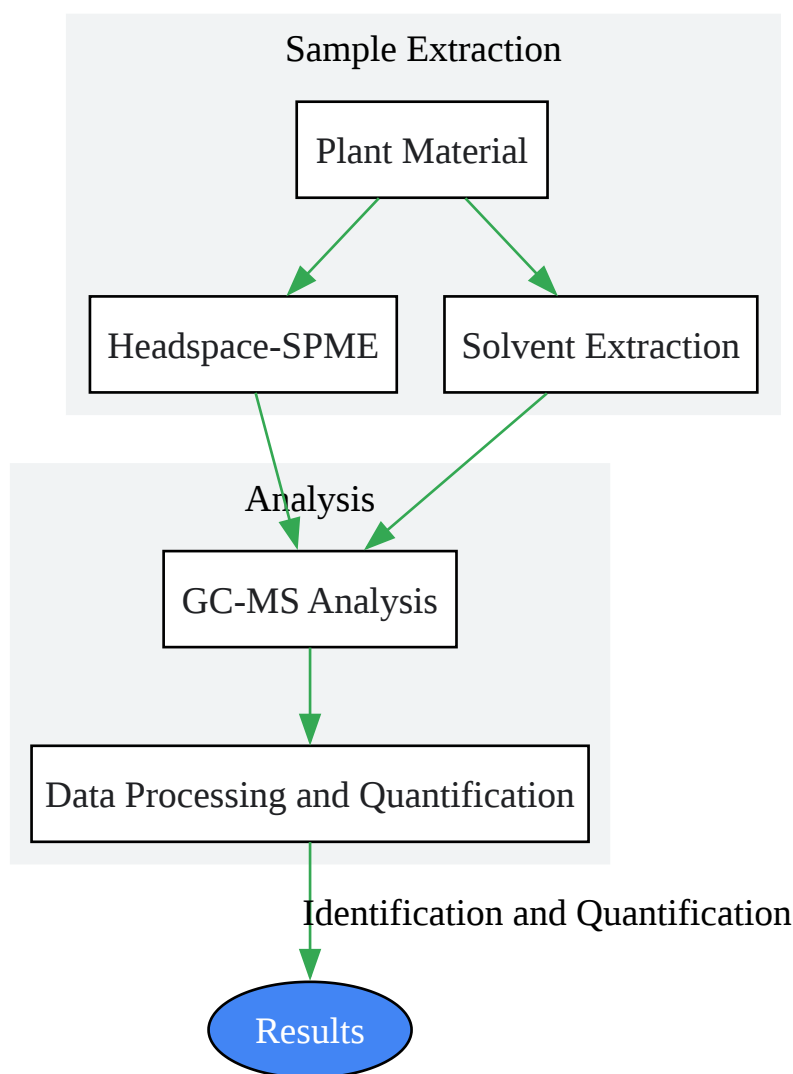 Sample Extraction
Plant Material
Headspace-SPME
Solvent Extraction
Analysis
GC-MS Analysis
Data Processing and Quantification
Identification and Quantification
Results